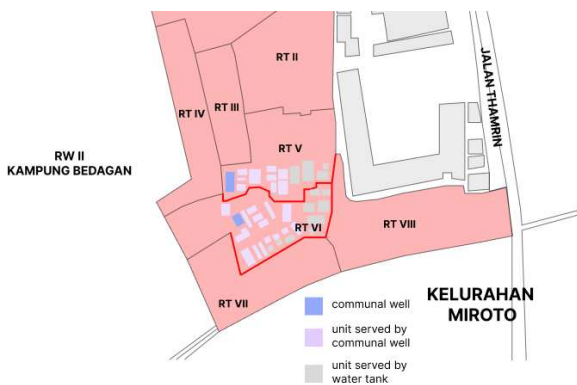 RT II
JALAN THAMRIN
RT III
RT IV
RW II
KAMPUNG BEDAGAN
RT V
RT VI
RT VIII
RT VII
KELURAHAN
MIROTO
communal well
unit served by
communal well
unit served by
water tank